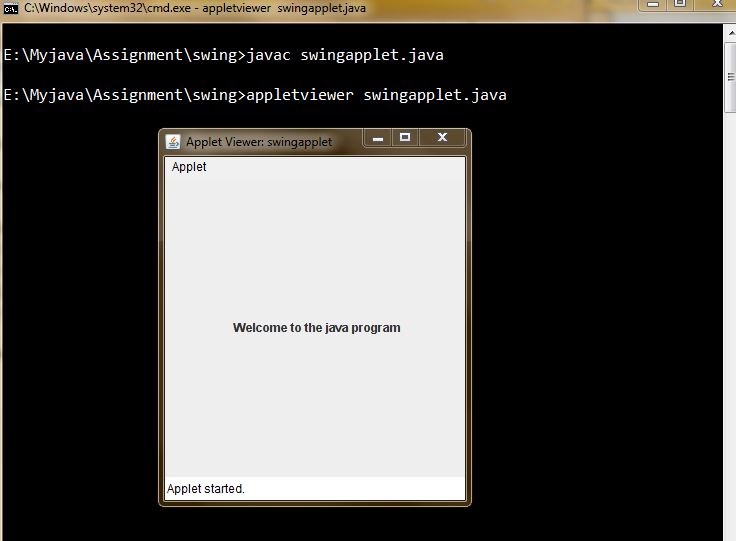 C:\Windows\system32\cmd.exe - appletviewer  swingapplet.java
E:\Myjava\Assignment\swing>javac swingapplet.java
E:\Myjava\Assignment\swing>appletviewer swingapplet.java
Applet Viewer: swingapplet
Applet
Welcome to the java program
Applet started.